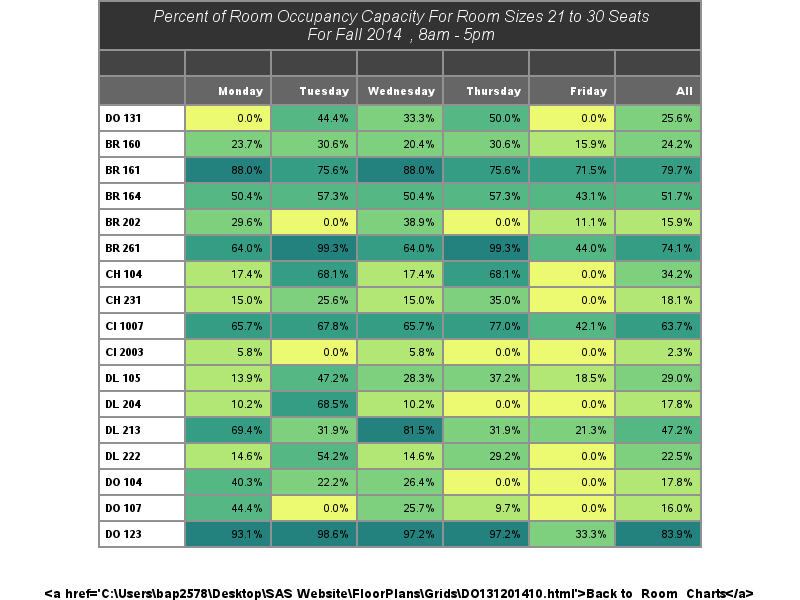 Percent of Room Occupancy Capacity For Room Sizes 21 to 30 Seats
For Fall 2014 , 8am - 5pm
Monday Tuesday Wednesday Thursday Friday All
DO 131 0.0% 44.4% 33.3% 50.0% 0.0% 25.6%
BR 160 23.7% 30.6% 20.4% 30.6% 15.9% 24.2%
BR 161 88.0% 75.6% 88.0% 75.6% 71.5% 79.7%
BR 164 50.4% 57.3% 50.4% 57.3% 43.1% 51.7%
BR 202 29.6% 0.0% 38.9% 0.0% 11.1% 15.9%
BR 261 64.0% 99.3% 64.0% 99.3% 44.0% 74.1%
CH 104 17.4% 68.1% 17.4% 68.1% 0.0% 34.2%
CH 231 15.0% 25.6% 15.0% 35.0% 0.0% 18.1%
CI 1007 65.7% 67.8% 65.7% 77.0% 42.1% 63.7%
CI 2003 5.8% 0.0% 5.8% 0.0% 0.0% 2.3%
DL 105 13.9% 47.2% 28.3% 37.2% 18.5% 29.0%
DL 204 10.2% 68.5% 10.2% 0.0% 0.0% 17.8%
DL 213 69.4% 31.9% 81.5% 31.9% 21.3% 47.2%
DL 222 14.6% 54.2% 14.6% 29.2% 0.0% 22.5%
DO 104 40.3% 22.2% 26.4% 0.0% 0.0% 17.8%
DO 107 44.4% 0.0% 25.7% 9.7% 0.0% 16.0%
DO 123 93.1% 98.6% 97.2% 97.2% 33.3% 83.9%
<a href='C:\Users\bap2578\Desktop\SAS Website\FloorPlans\Grids\DO131201410.html'>Back to Room Charts</a>